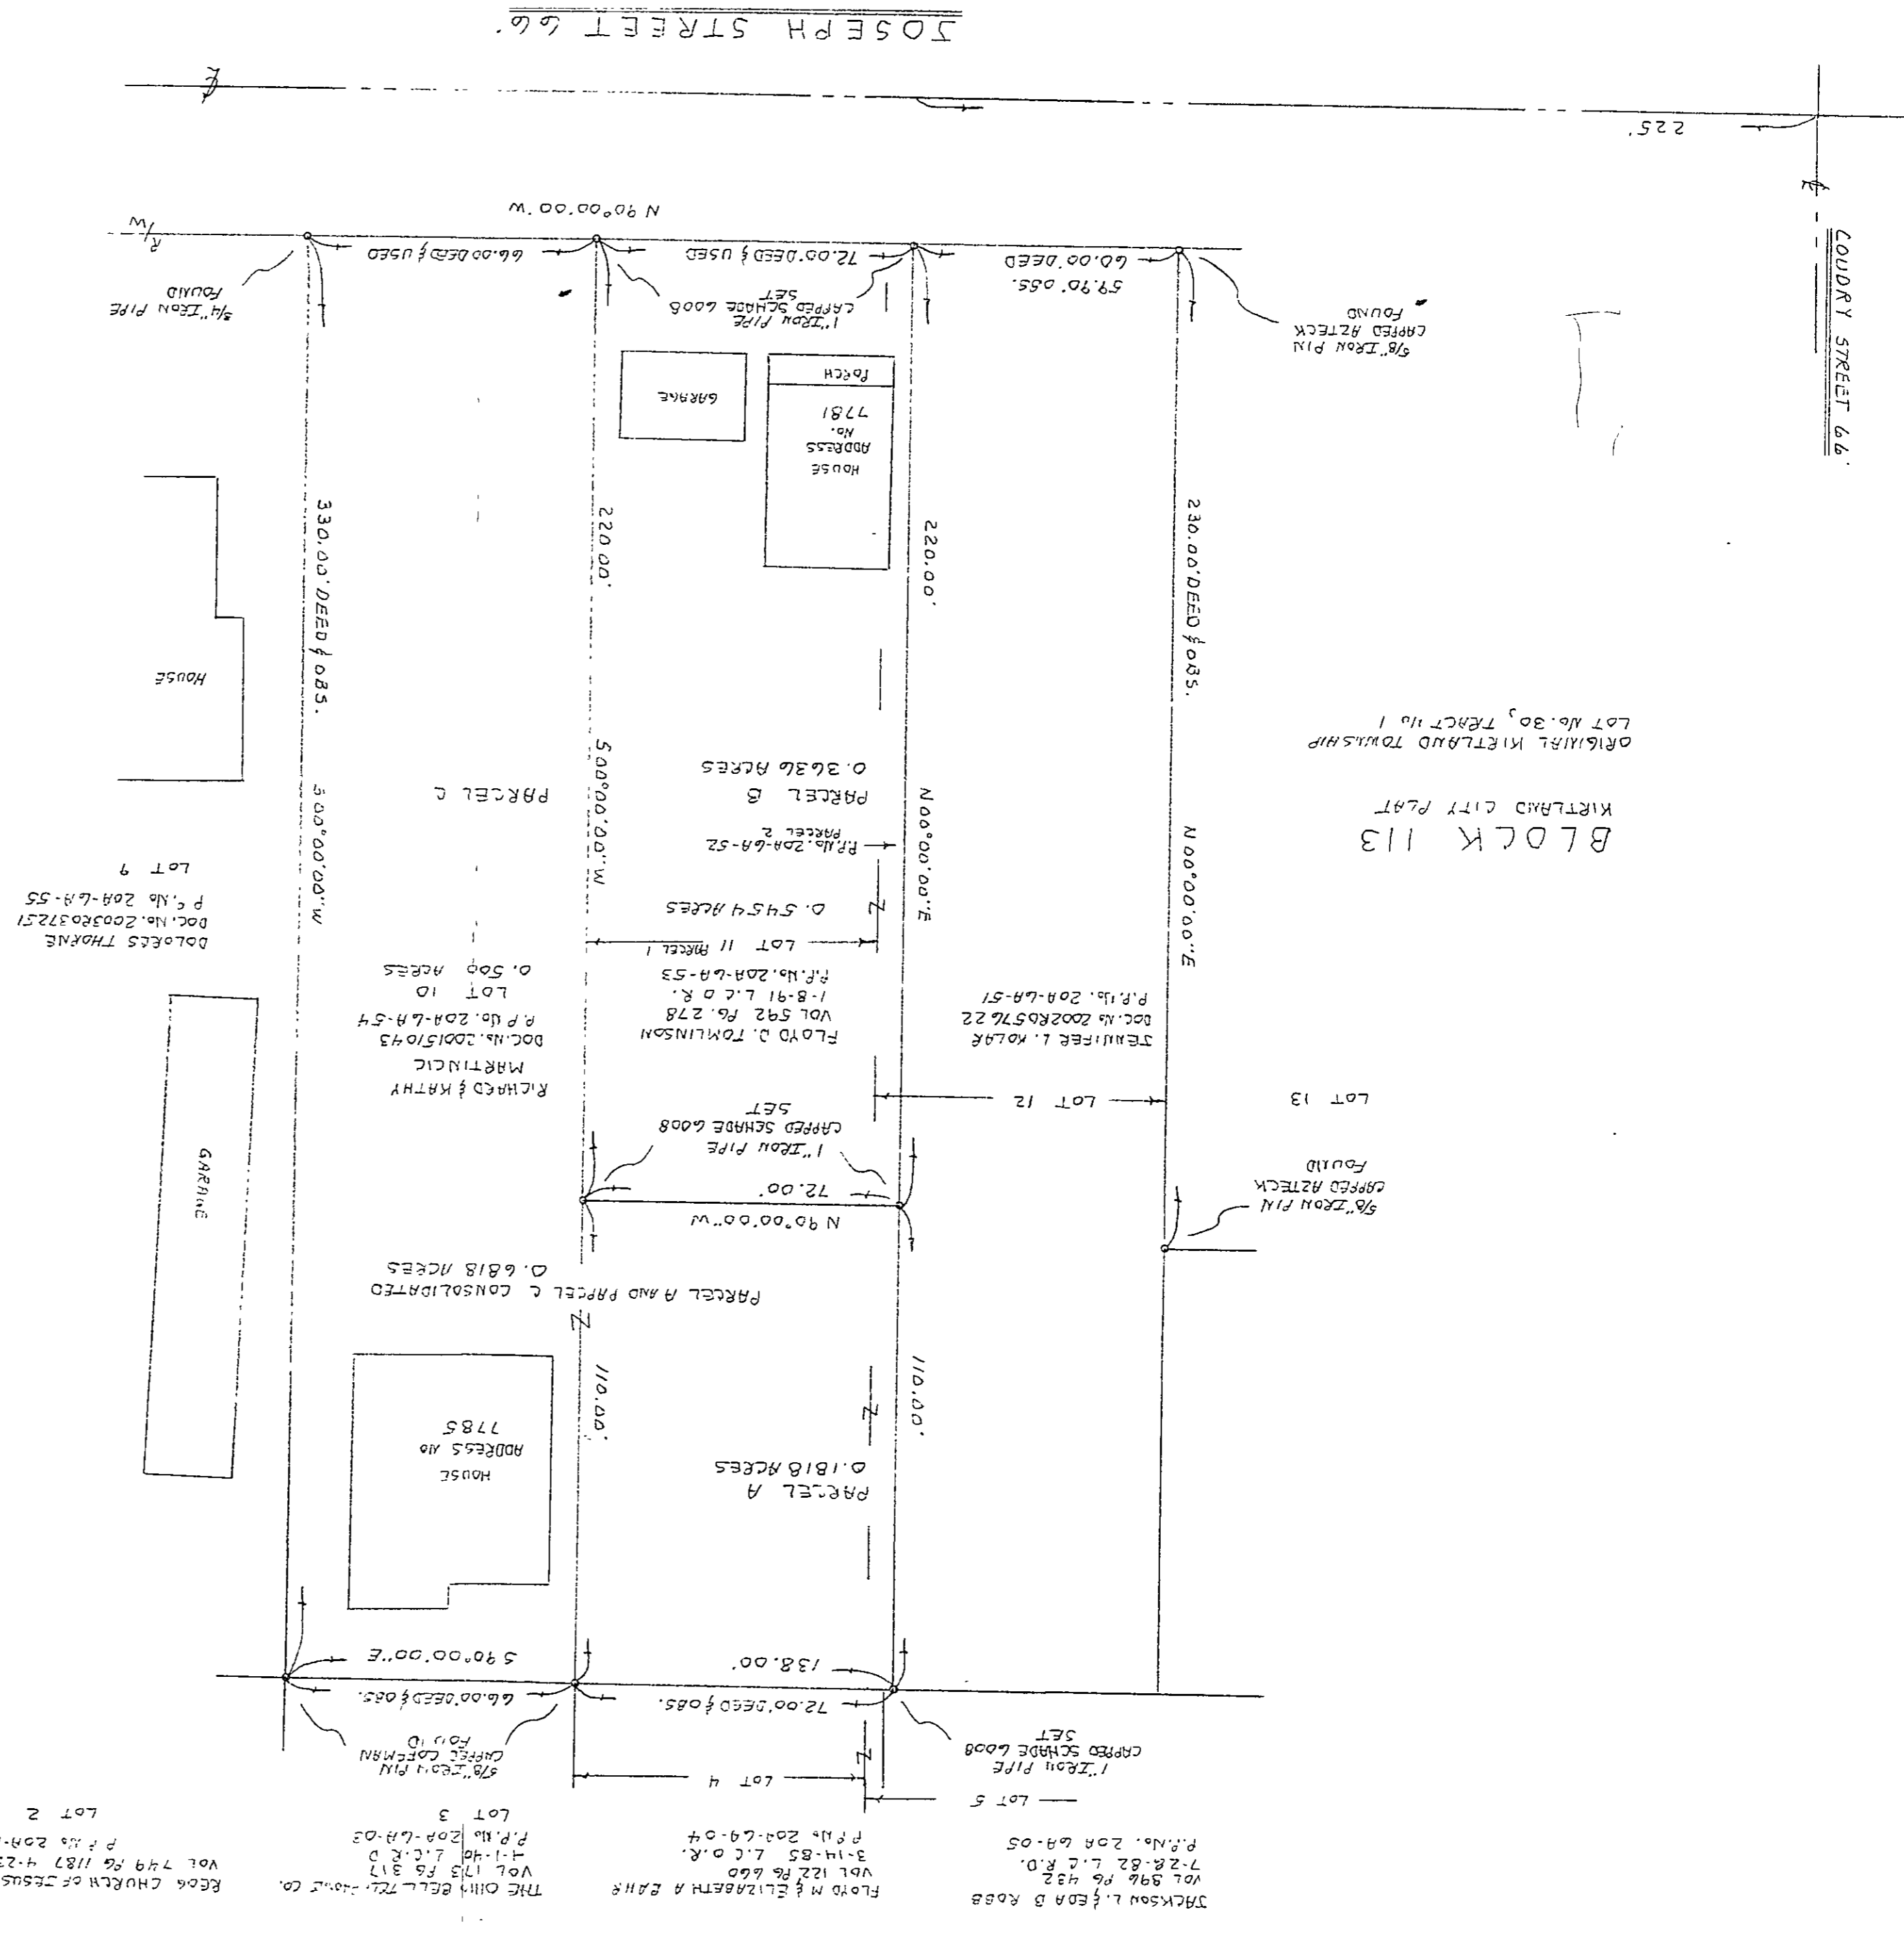 JACKSON L. & EDA B ROBB
VOL 896 PG 432
7-28-82 L.C.R.D.
P.P.No. 20A 6A-05
FLOYD M & ELIZABETH A BAHR
VOL 122 PG 660
3-14-85 L.C.O.R.
P.P.No 20A-6A-04
THE OHIO BELL TELEPHONE CO.
VOL 173 PG 317
L.C.R.D
P.P.No 20A-6A-03
LOT 3
REOG CHURCH OF JESUS
VOL 749 PG 1187
LOT 2
LOT 5
LOT 4
1" IRON PIPE
CAPPED SCHADE 6008
SET
5/8" IRON PIN
CAPPED COFFMAN
FOUND
72.00' DEED & OBS.
66.00' DEED & OBS.
138.00'
S 90°00'00"E
PARCEL A
0.1818 ACRES
HOUSE
ADDRESS NO
7785
110.00'
110.00'
GARAGE
PARCEL A AND PARCEL C CONSOLIDATED
0.6818 ACRES
N 90°00'00"W
72.00'
5/8" IRON PIN
CAPPED AZTECK
FOUND
1" IRON PIPE
CAPPED SCHADE 6008
SET
LOT 13
LOT 12
JENNIFER L. KOLAR
DOC.No 2002R057622
P.P.No. 20A-6A-51
FLOYD J. TOMLINSON
VOL 592 PG. 278
1-8-91 L.C O R.
P.P.No. 20A-6A-53
LOT 11 PARCEL 1
0.5454 ACRES
P.P.No. 20A-6A-52
PARCEL 2
PARCEL B
0.3636 ACRES
RICHARD & KATHY
MARTINCIC
DOC.No. 200151043
P.P No. 20A-6A-54
LOT 10
0.500 ACRES
PARCEL C
DOLORES THORNE
DOC.No. 2003R037251
P.P.No 20A-6A-55
LOT 9
BLOCK 113
KIRTLAND CITY PLAT
ORIGINAL KIRTLAND TOWNSHIP
LOT No. 30, TRACT No 1
N 00°00'00"E
230.00' DEED & OBS.
N 00°00'00"E
220.00'
S 00°00'00"W
220.00'
S 00°00'00"W
330.00' DEED & OBS.
HOUSE
HOUSE
ADDRESS
No.
7781
PORCH
GARAGE
5/8" IRON PIN
CAPPED AZTECK
FOUND
1" IRON PIPE
CAPPED SCHADE 6008
SET
3/4" IRON PIPE
FOUND
59.90' OBS.
60.00' DEED
72.00' DEED & USED
66.00' DEED & USED
N 90°00'00"W.
R/W
LOUDRY STREET 66'
225'
JOSEPH STREET 66'